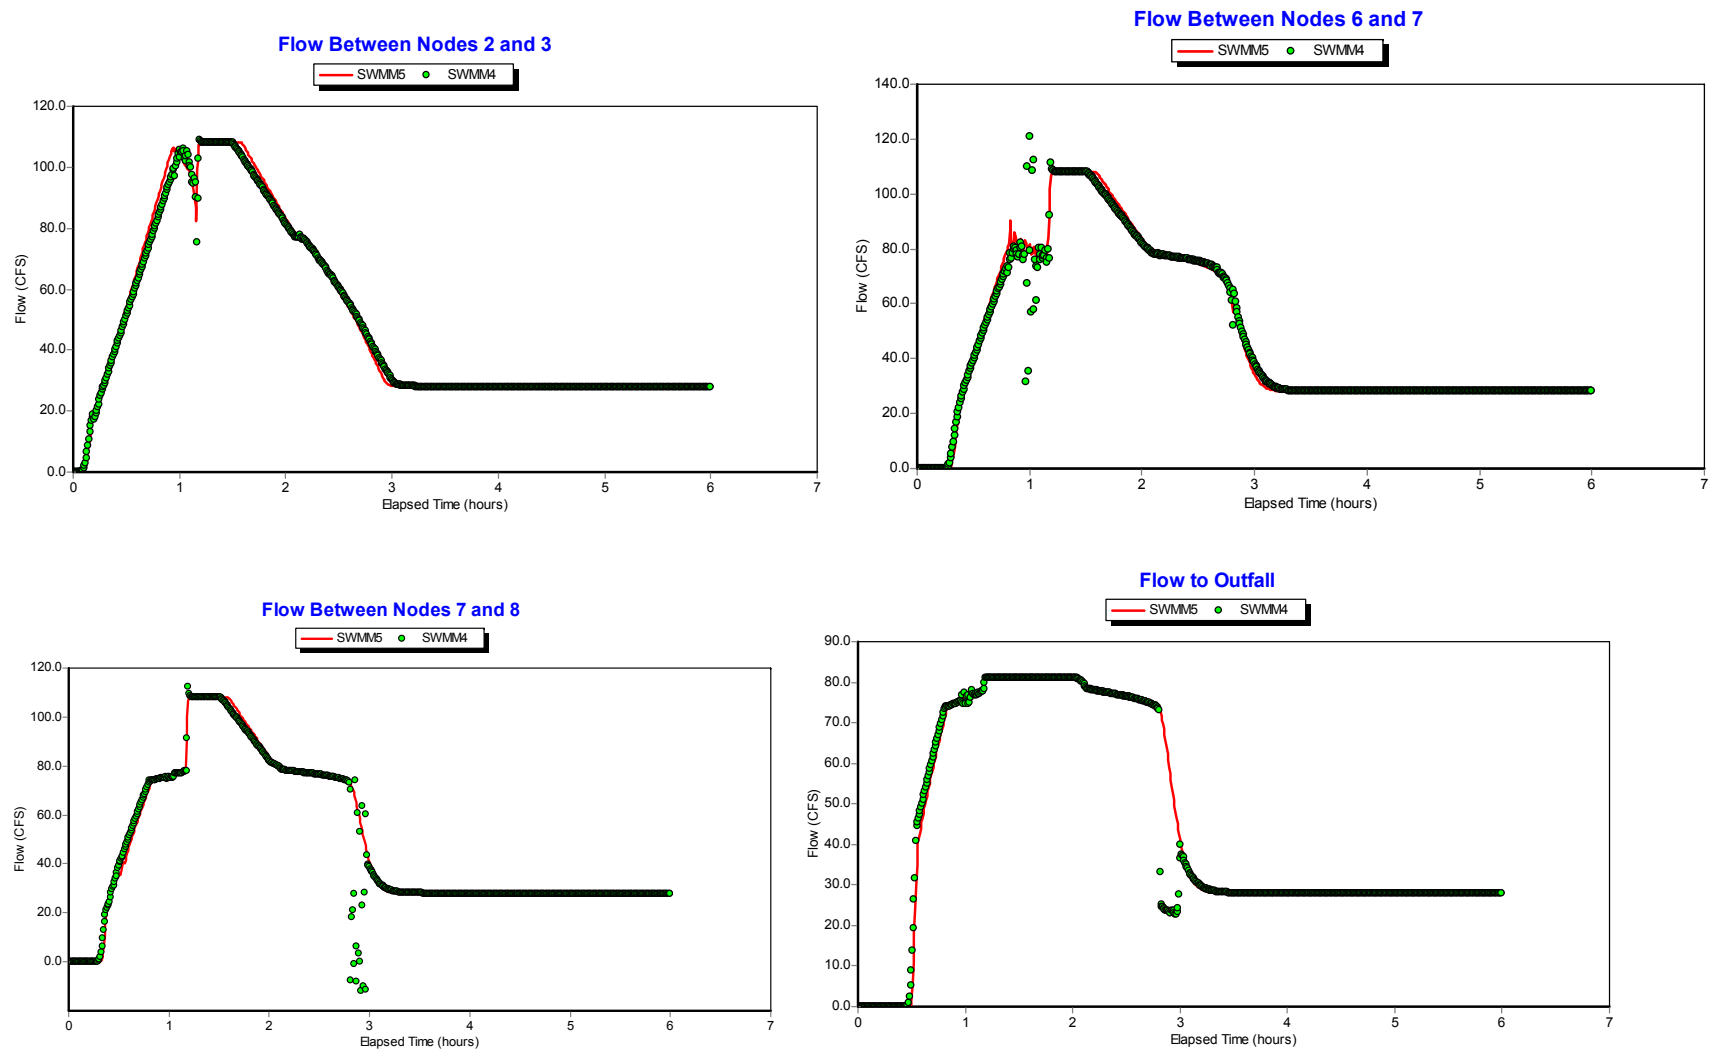 Flow Between Nodes 2 and 3
SWMM5 SWMM4
120.0
100.0
80.0
60.0
40.0
20.0
0.0
Flow (CFS)
0 1 2 3 4 5 6 7
Elapsed Time (hours)
Flow Between Nodes 6 and 7
SWMM5 SWMM4
140.0
120.0
100.0
80.0
60.0
40.0
20.0
0.0
Flow (CFS)
0 1 2 3 4 5 6 7
Elapsed Time (hours)
Flow Between Nodes 7 and 8
SWMM5 SWMM4
120.0
100.0
80.0
60.0
40.0
20.0
0.0
Flow (CFS)
0 1 2 3 4 5 6 7
Elapsed Time (hours)
Flow to Outfall
SWMM5 SWMM4
90.0
80.0
70.0
60.0
50.0
40.0
30.0
20.0
10.0
0.0
Flow (CFS)
0 1 2 3 4 5 6 7
Elapsed Time (hours)